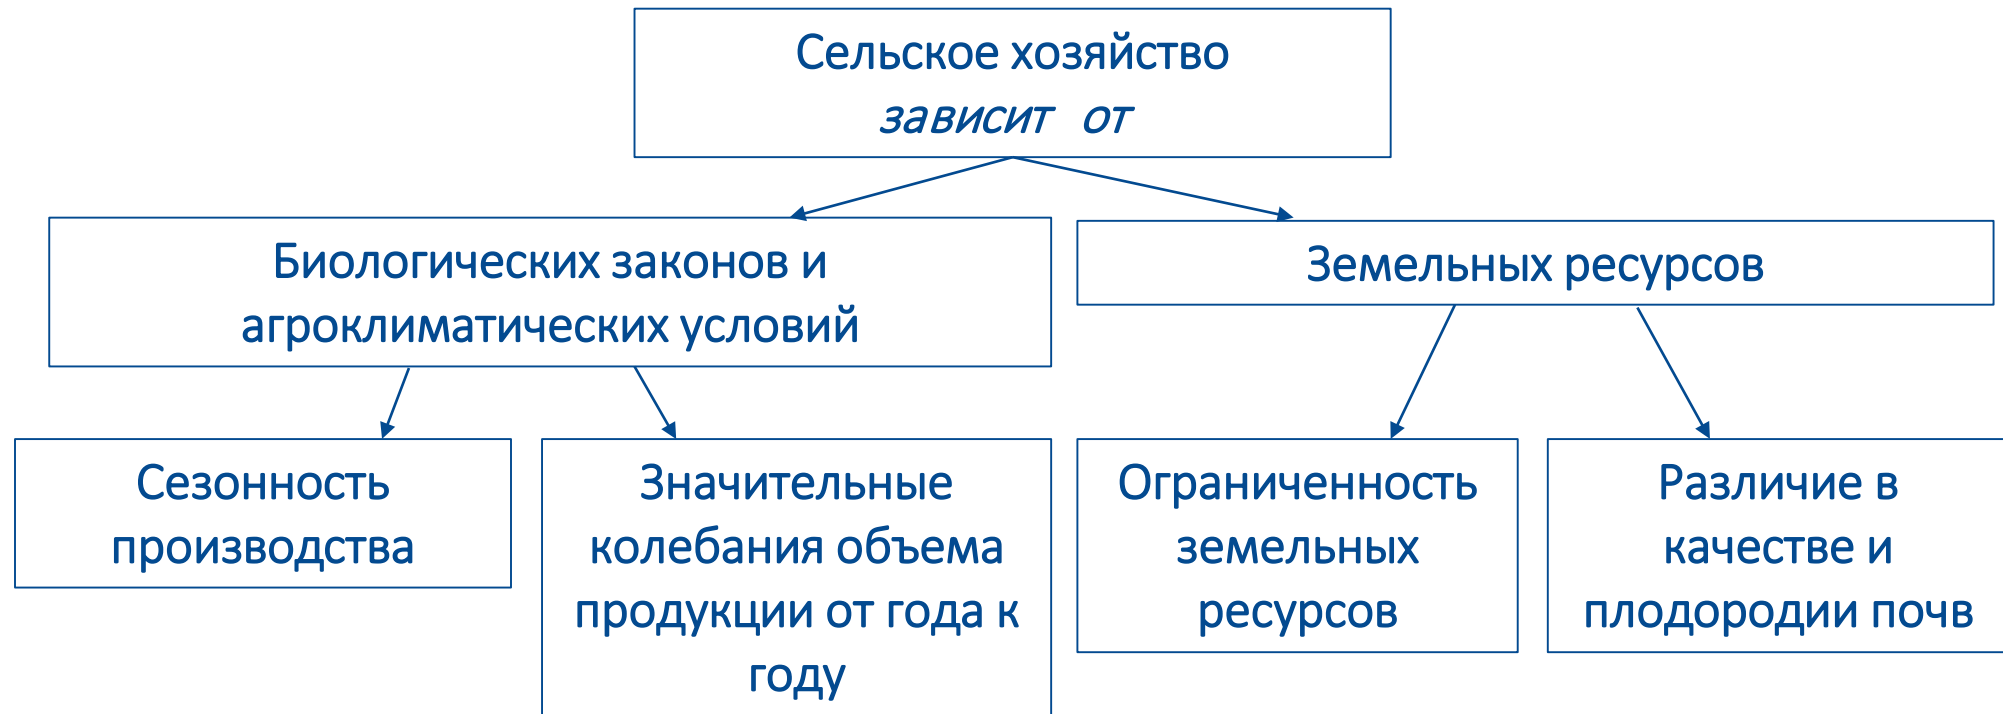 Сельское хозяйство
зависит от
Биологических законов и
агроклиматических условий
Земельных ресурсов
Сезонность
производства
Значительные
колебания объема
продукции от года к
году
Ограниченность
земельных
ресурсов
Различие в
качестве и
плодородии почв